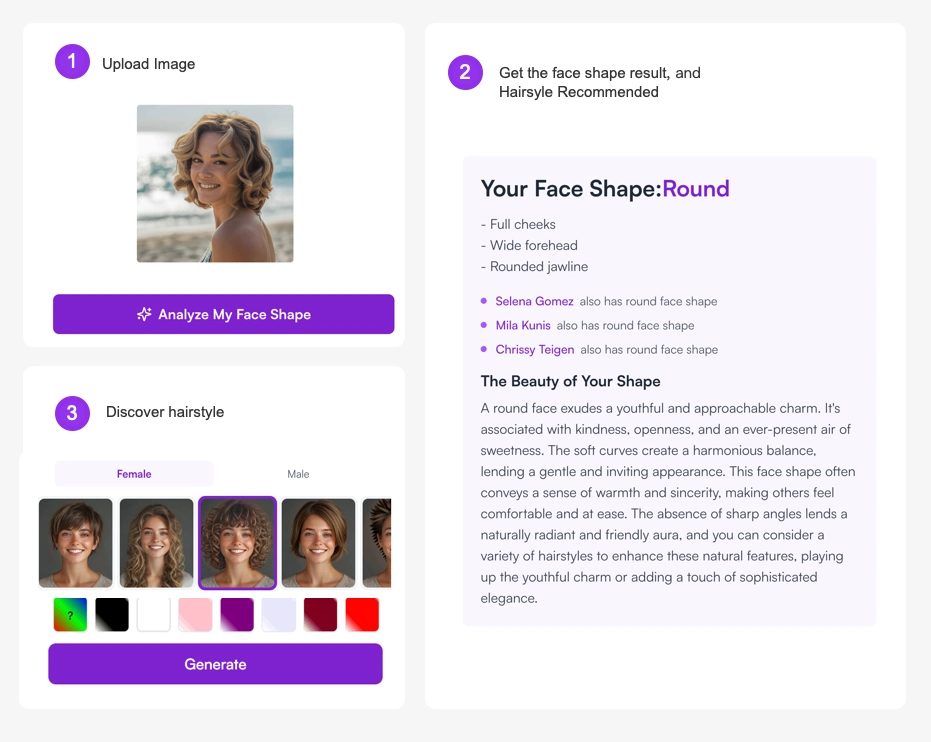 1
Upload Image
Analyze My Face Shape
2
Get the face shape result, and
Hairsyle Recommended
Your Face Shape:Round
- Full cheeks
- Wide forehead
- Rounded jawline
Selena Gomez also has round face shape
Mila Kunis also has round face shape
Chrissy Teigen also has round face shape
The Beauty of Your Shape
A round face exudes a youthful and approachable charm. It's
associated with kindness, openness, and an ever-present air of
sweetness. The soft curves create a harmonious balance,
lending a gentle and inviting appearance. This face shape often
conveys a sense of warmth and sincerity, making others feel
comfortable and at ease. The absence of sharp angles lends a
naturally radiant and friendly aura, and you can consider a
variety of hairstyles to enhance these natural features, playing
up the youthful charm or adding a touch of sophisticated
elegance.
3
Discover hairstyle
Female Male
?
Generate